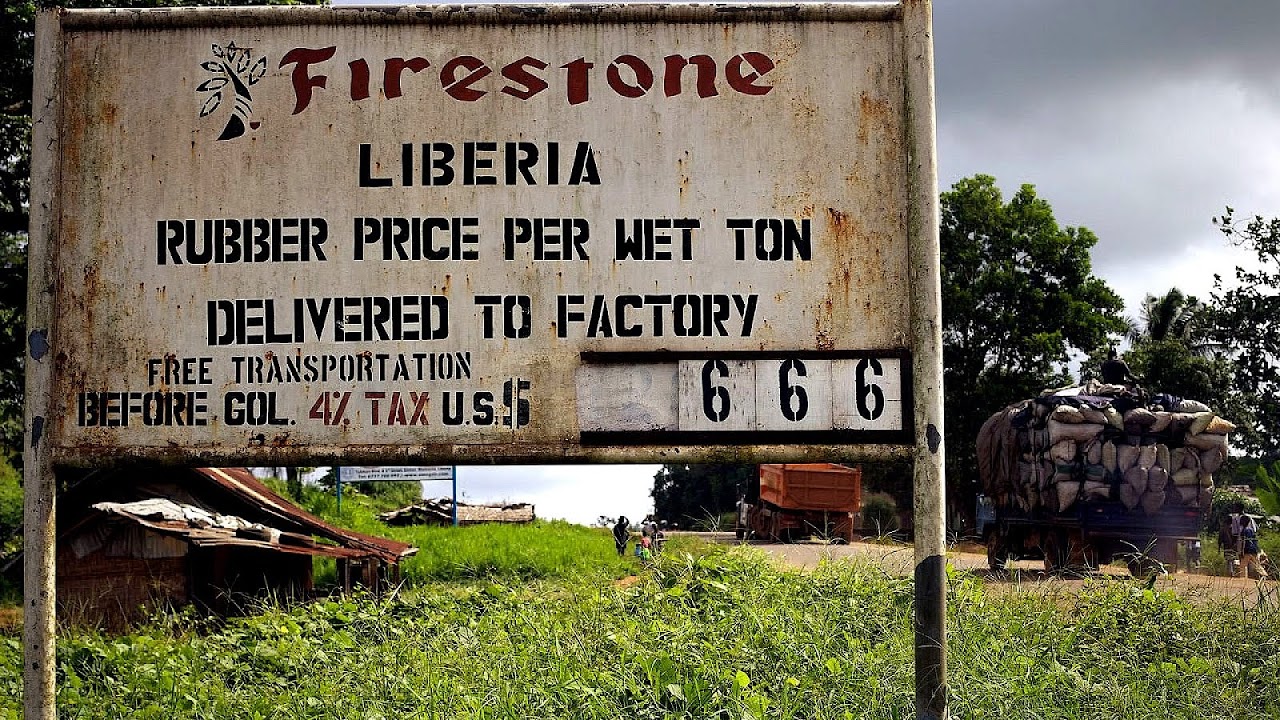 Firestone
LIBERIA
RUBBER PRICE PER WET TON
DELIVERED TO FACTORY
FREE TRANSPORTATION
BEFORE GOL. 4% TAX U.S.$ 666